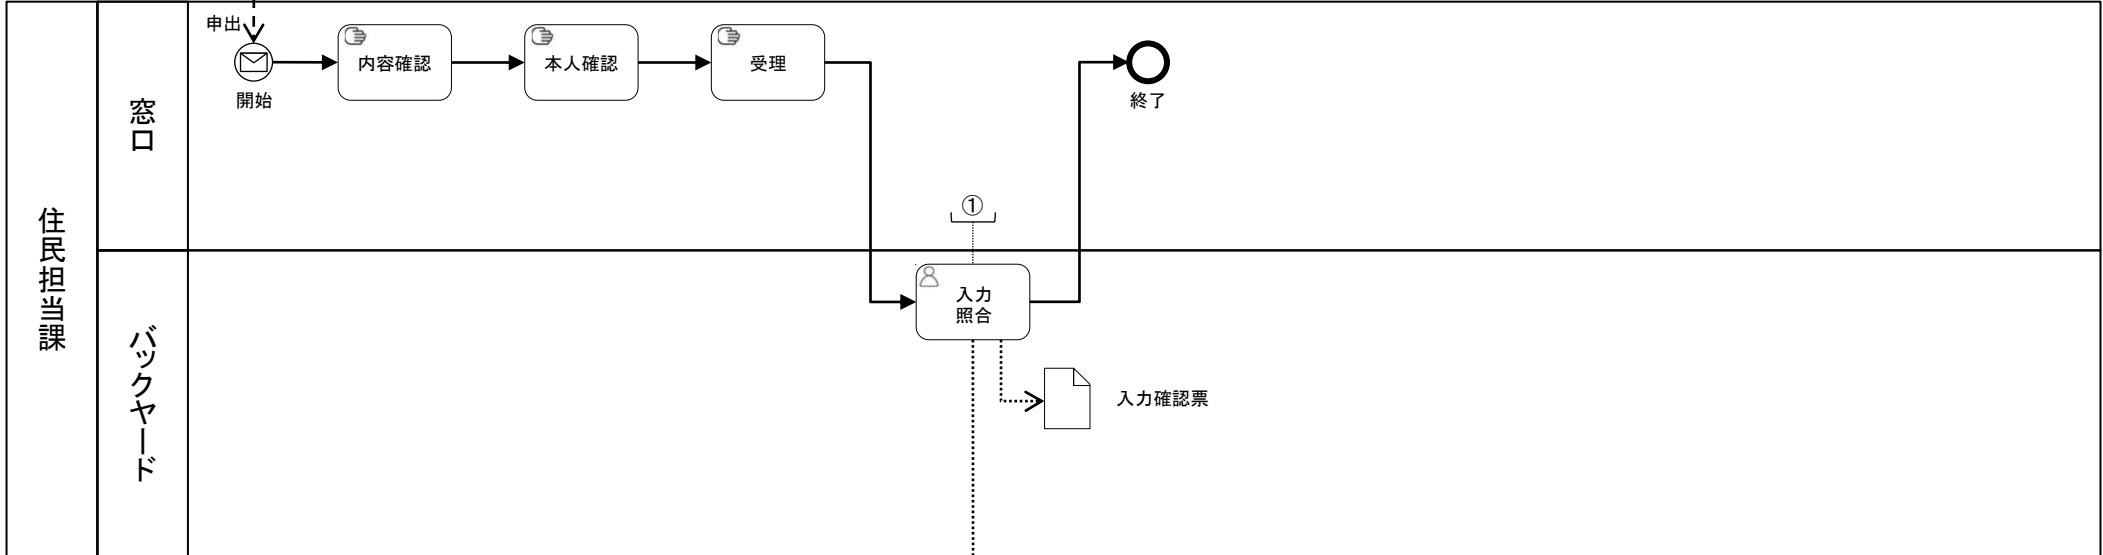 申出
開始
内容確認
本人確認
受理
終了
窓口
①
住民担当課
バックヤード
入力
照合
入力確認票